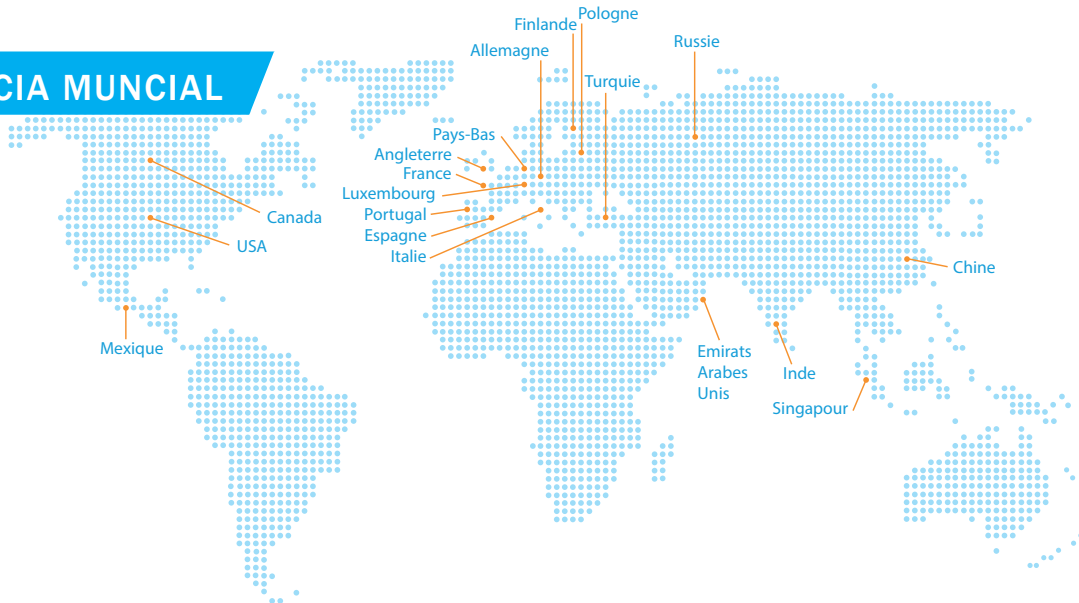 CIA MUNCIAL
Pologne
Finlande
Russie
Allemagne
Turquie
Pays-Bas
Angleterre
France
Luxembourg
Portugal
Canada
Espagne
USA
Italie
Chine
Mexique
Emirats
Arabes
Unis
Inde
Singapour